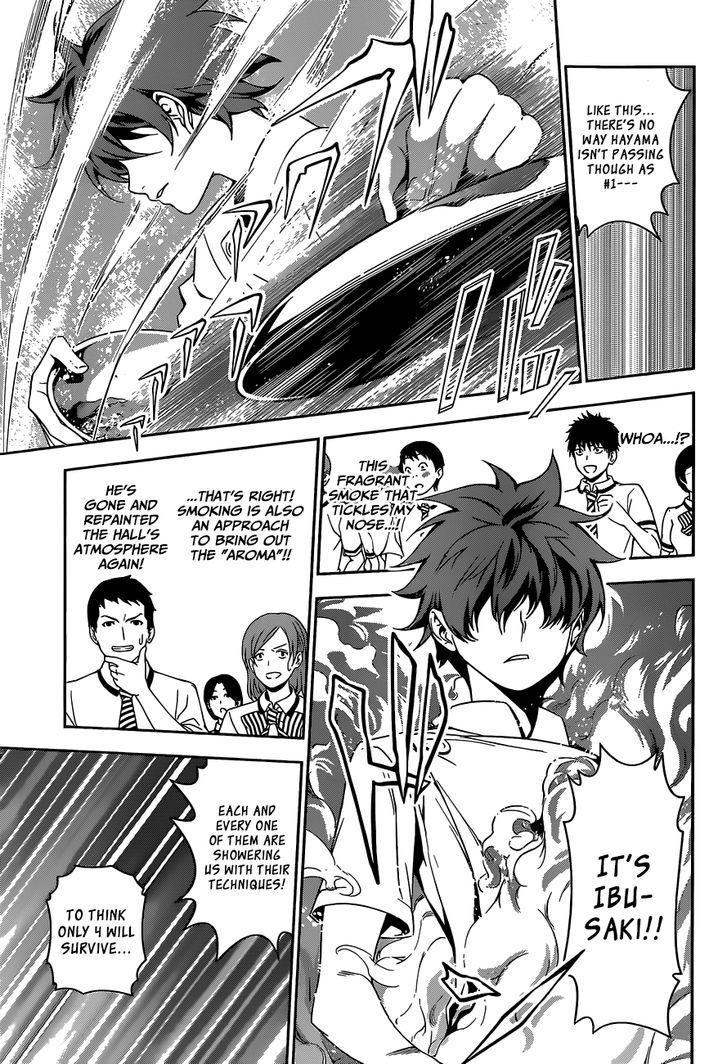 LIKE THIS...
THERE'S NO
WAY HAYAMA
ISN'T PASSING
THOUGH AS
#1---
WHOA...!?
THIS
FRAGRANT
SMOKE THAT
TICKLES MY
NOSE...!
...THAT'S RIGHT!
SMOKING IS ALSO
AN APPROACH
TO BRING OUT
THE "AROMA"!!
HE'S
GONE AND
REPAINTED
THE HALL'S
ATMOSPHERE
AGAIN!
IT'S
IBU-
SAKI!!
EACH AND
EVERY ONE
OF THEM ARE
SHOWERING
US WITH THEIR
TECHNIQUES!
TO THINK
ONLY 4 WILL
SURVIVE...